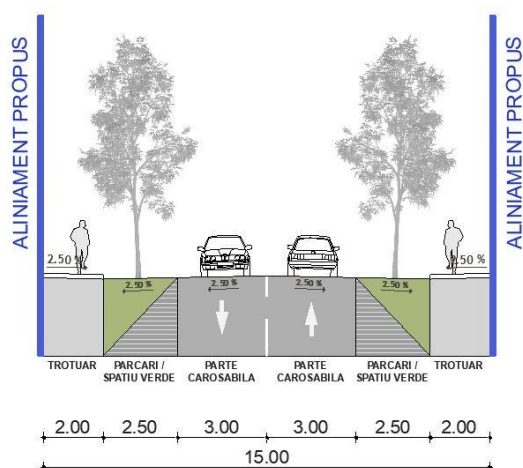 ALINIAMENT PROPUS
ALINIAMENT PROPUS
2.50 %
2.50 %
2.50 %
2.50 %
2.50 %
2.50 %
TROTUAR
PARCARI /
SPATIU VERDE
PARTE
CAROSABILA
PARTE
CAROSABILA
PARCARI /
SPATIU VERDE
TROTUAR
2.00 2.50 3.00 3.00 2.50 2.00
15.00